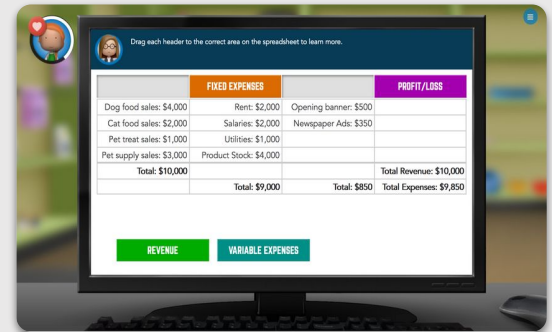 Drag each header to the correct area on the spreadsheet to learn more.
FIXED EXPENSES PROFIT/LOSS
Dog food sales: $4,000 Rent: $2,000 Opening banner: $500
Cat food sales: $2,000 Salaries: $2,000 Newspaper Ads: $350
Pet treat sales: $1,000 Utilities: $1,000
Pet supply sales: $3,000 Product Stock: $4,000
Total: $10,000 Total Revenue: $10,000
Total: $9,000 Total: $850 Total Expenses: $9,850
REVENUE VARIABLE EXPENSES